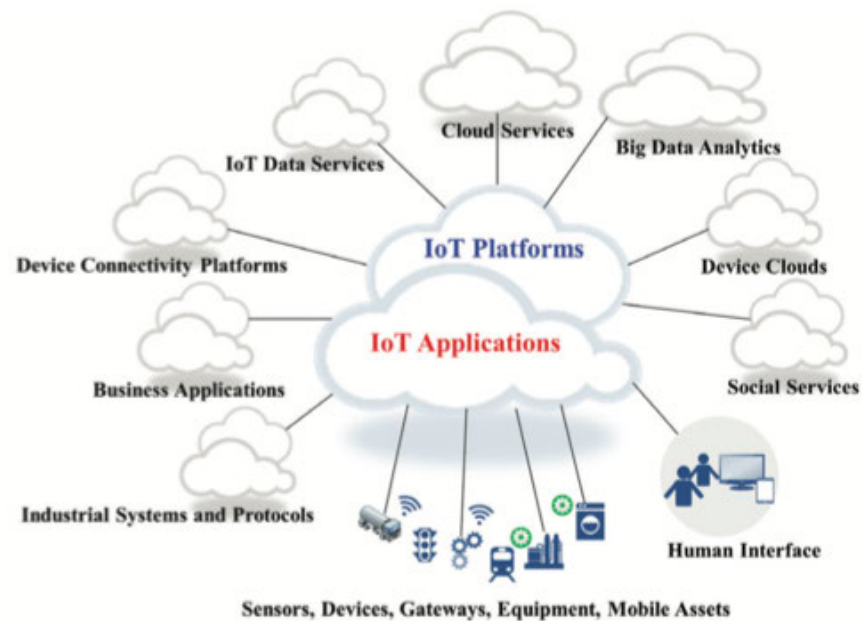 Cloud Services
Big Data Analytics
IoT Data Services
IoT Platforms
Device Connectivity Platforms
Device Clouds
IoT Applications
Business Applications
Social Services
Industrial Systems and Protocols
Human Interface
Sensors, Devices, Gateways, Equipment, Mobile Assets